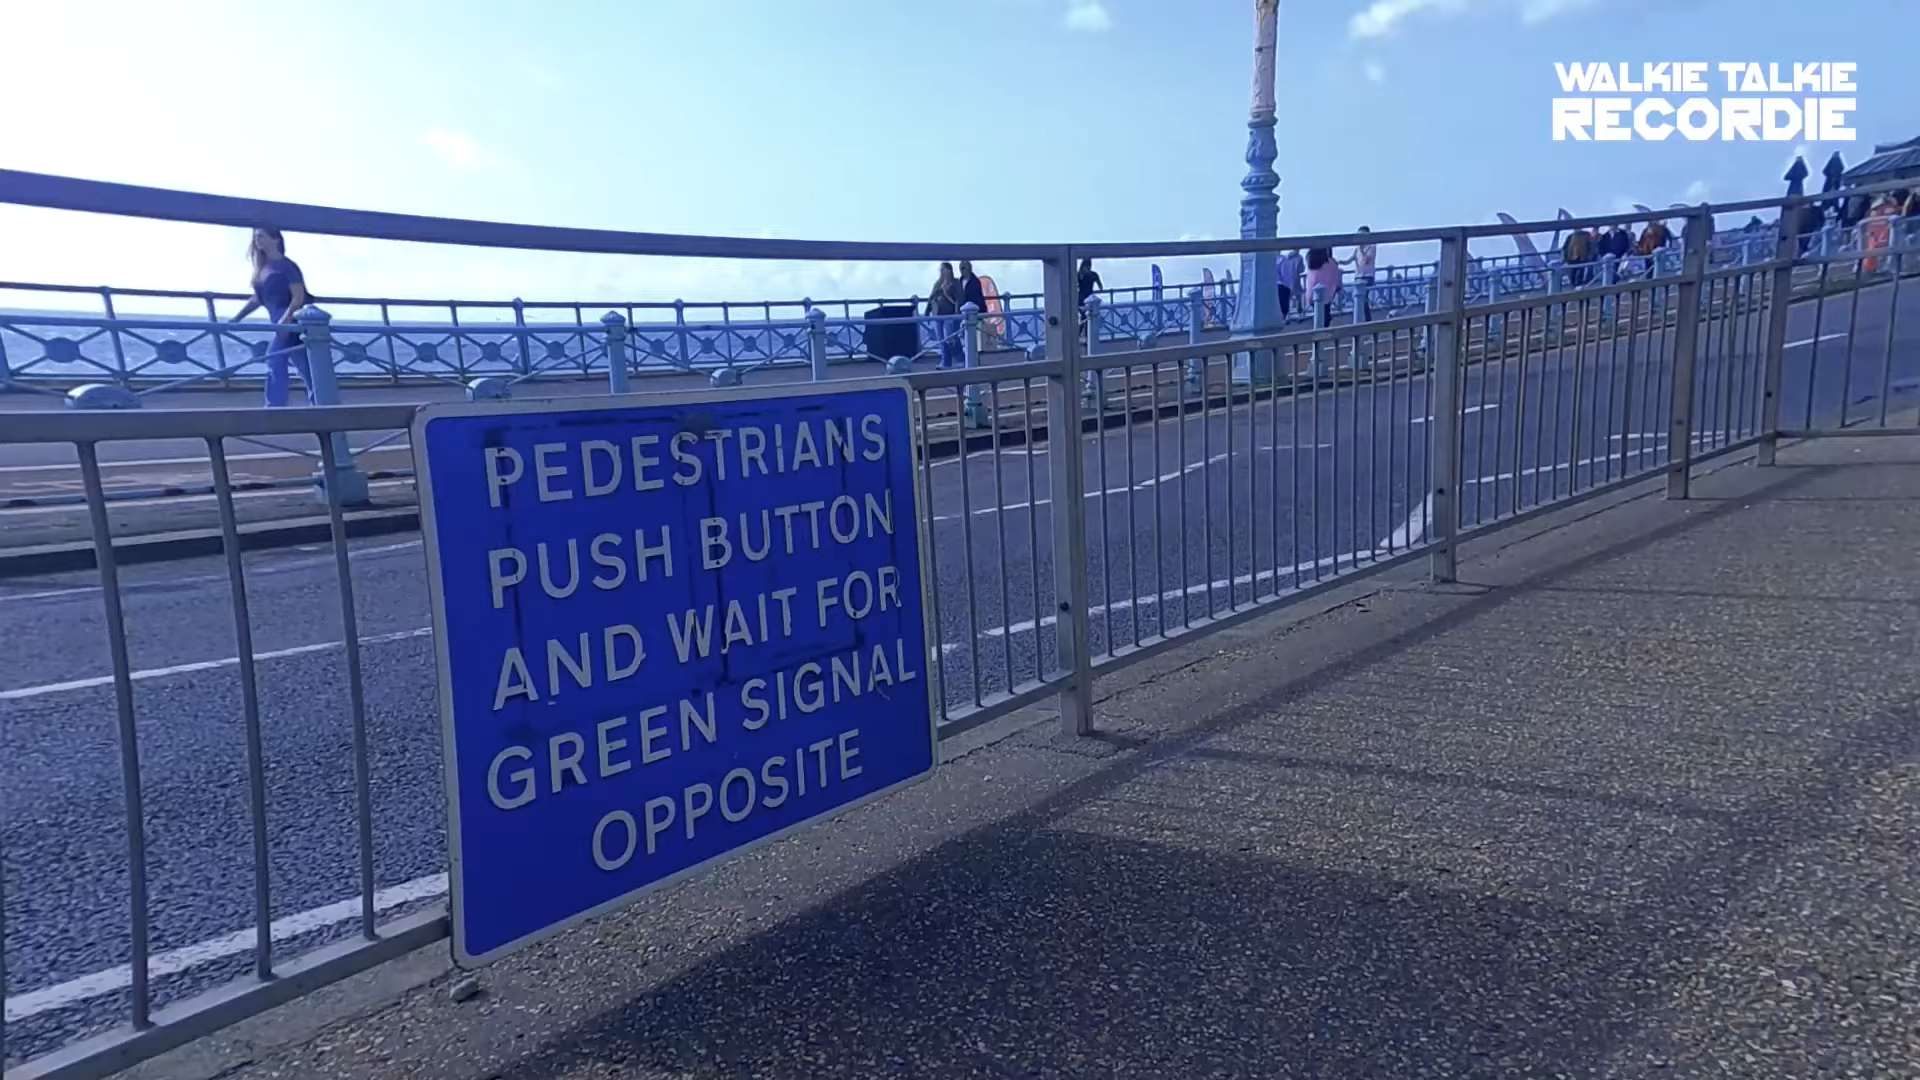 WALKIE TALKIE
RECORDIE
PEDESTRIANS
PUSH BUTTON
AND WAIT FOR
GREEN SIGNAL
OPPOSITE